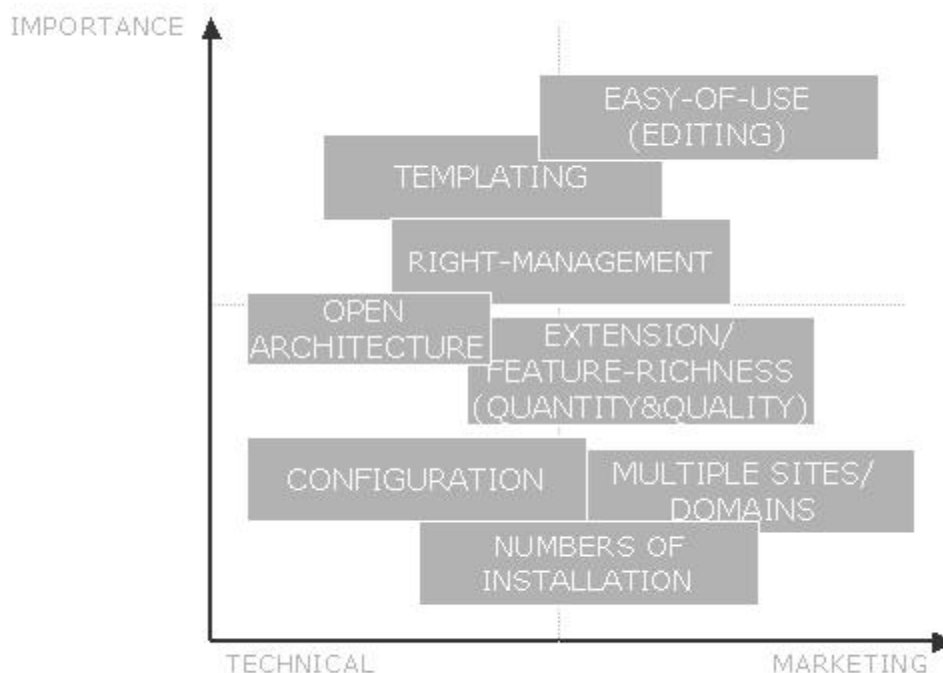 IMPORTANCE
EASY-OF-USE
(EDITING)
TEMPLATING
RIGHT-MANAGEMENT
OPEN
ARCHITECTURE
EXTENSION/
FEATURE-RICHNESS
(QUANTITY&QUALITY)
CONFIGURATION
MULTIPLE SITES/
DOMAINS
NUMBERS OF
INSTALLATION
TECHNICAL
MARKETING